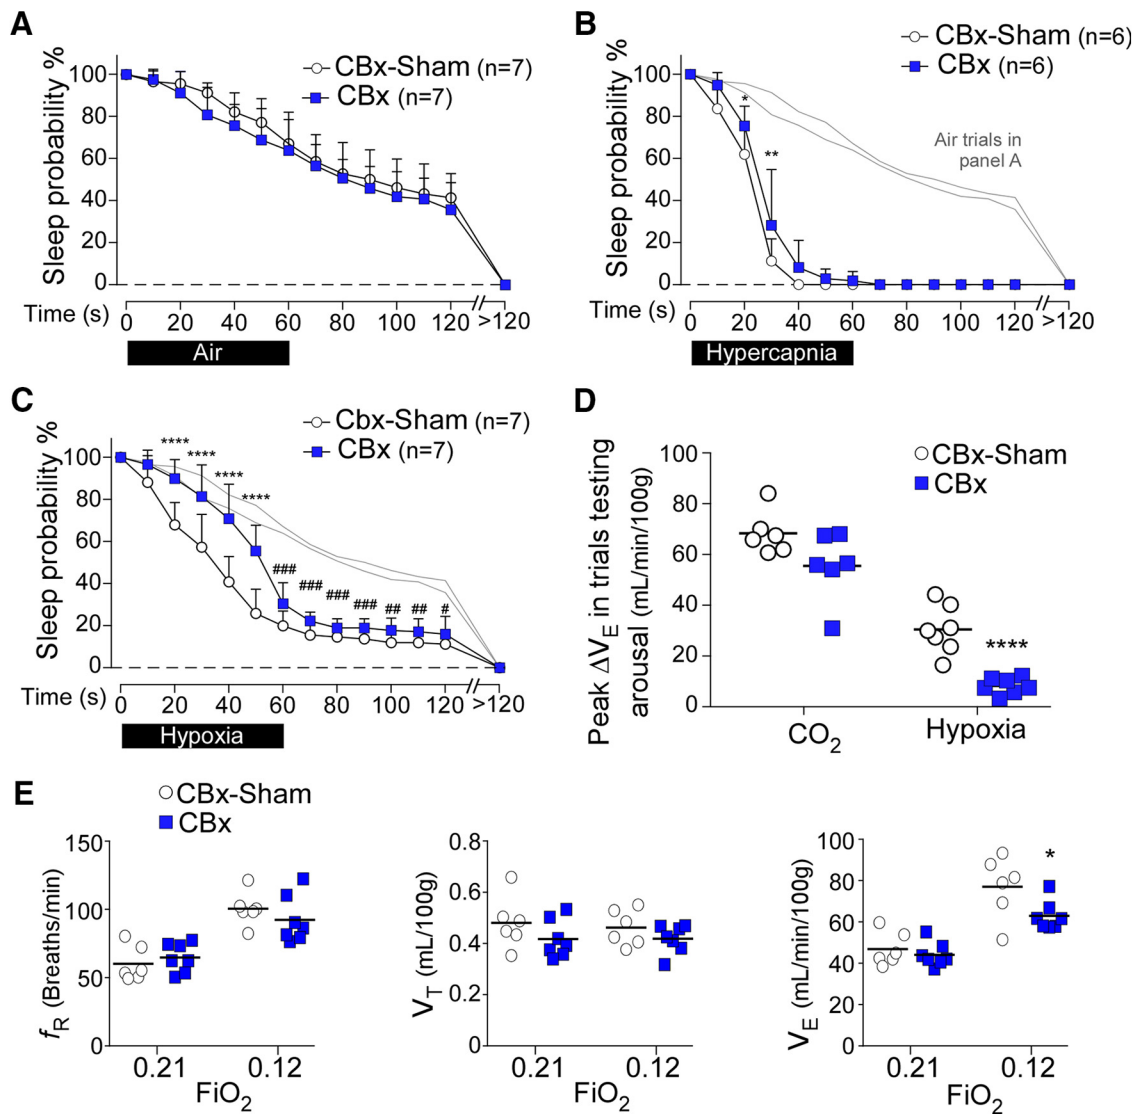 A
Sleep probability %
CBx-Sham (n=7)
CBx (n=7)
100
80
60
40
20
0
Time (s)
0 20 40 60 80 100 120 >120
Air
B
Sleep probability %
CBx-Sham (n=6)
CBx (n=6)
100
80
60
40
20
0
*
**
Air trials in
panel A
Time (s)
0 20 40 60 80 100 120 >120
Hypercapnia
C
Sleep probability %
Cbx-Sham (n=7)
CBx (n=7)
100
80
60
40
20
0
****
****
****
****
###
###
###
###
##
##
#
Time (s)
0 20 40 60 80 100 120 >120
Hypoxia
D
Peak ΔVE in trials testing
arousal (mL/min/100g)
CBx-Sham
CBx
100
80
60
40
20
0
****
CO2
Hypoxia
E
CBx-Sham
CBx
fR (Breaths/min)
150
100
50
0
0.21 0.12
FiO2
VT (mL/100g)
0.8
0.6
0.4
0.2
0
0.21 0.12
FiO2
VE (mL/min/100g)
100
80
60
40
20
0
*
0.21 0.12
FiO2